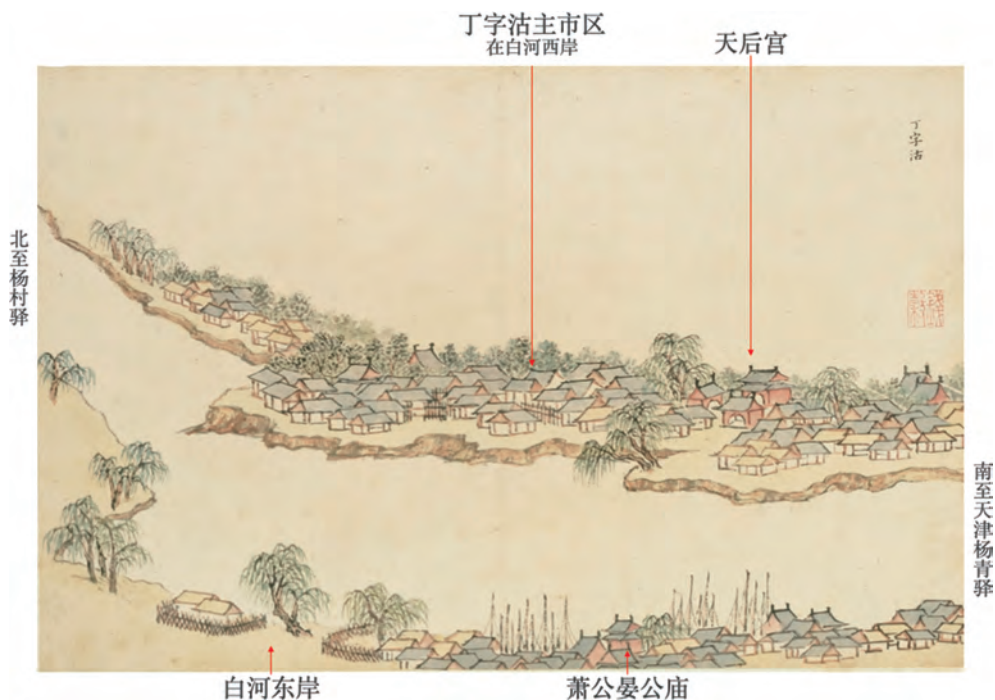 丁字沽主市区
在白河西岸
天后宫
丁字沽
北至杨村驿
南至天津杨青驿
白河东岸
萧公晏公庙